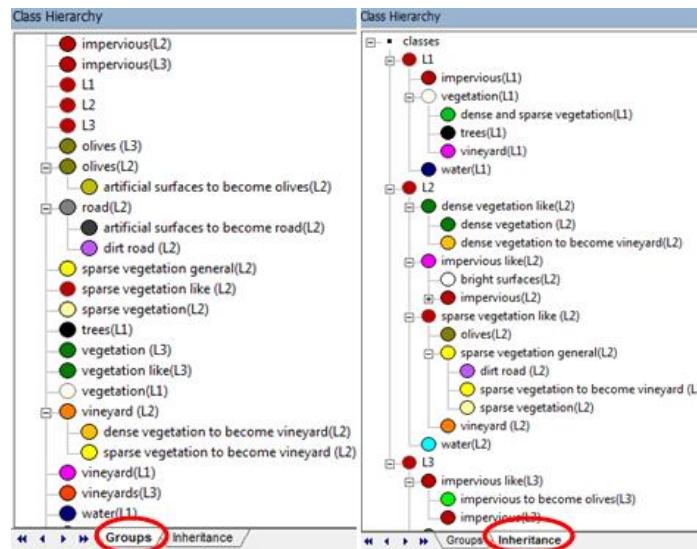 Class Hierarchy
impervious(L2)
impervious(L3)
L1
L2
L3
olives (L3)
olives(L2)
artificial surfaces to become olives(L2)
road(L2)
artificial surfaces to become road(L2)
dirt road (L2)
sparse vegetation general(L2)
sparse vegetation like (L2)
sparse vegetation(L2)
trees(L1)
vegetation (L3)
vegetation like(L3)
vegetation(L1)
vineyard (L2)
dense vegetation to become vineyard(L2)
sparse vegetation to become vineyard (L2)
vineyard(L1)
vineyards(L3)
water(L1)
Groups Inheritance
Class Hierarchy
classes
L1
impervious(L1)
vegetation(L1)
dense and sparse vegetation(L1)
trees(L1)
vineyard(L1)
water(L1)
L2
dense vegetation like(L2)
dense vegetation (L2)
dense vegetation to become vineyard(L2)
impervious like(L2)
bright surfaces(L2)
impervious(L2)
sparse vegetation like (L2)
olives(L2)
sparse vegetation general(L2)
dirt road (L2)
sparse vegetation to become vineyard (L
sparse vegetation(L2)
vineyard (L2)
water(L2)
L3
impervious like(L3)
impervious to become olives(L3)
impervious(L3)
Groups Inheritance